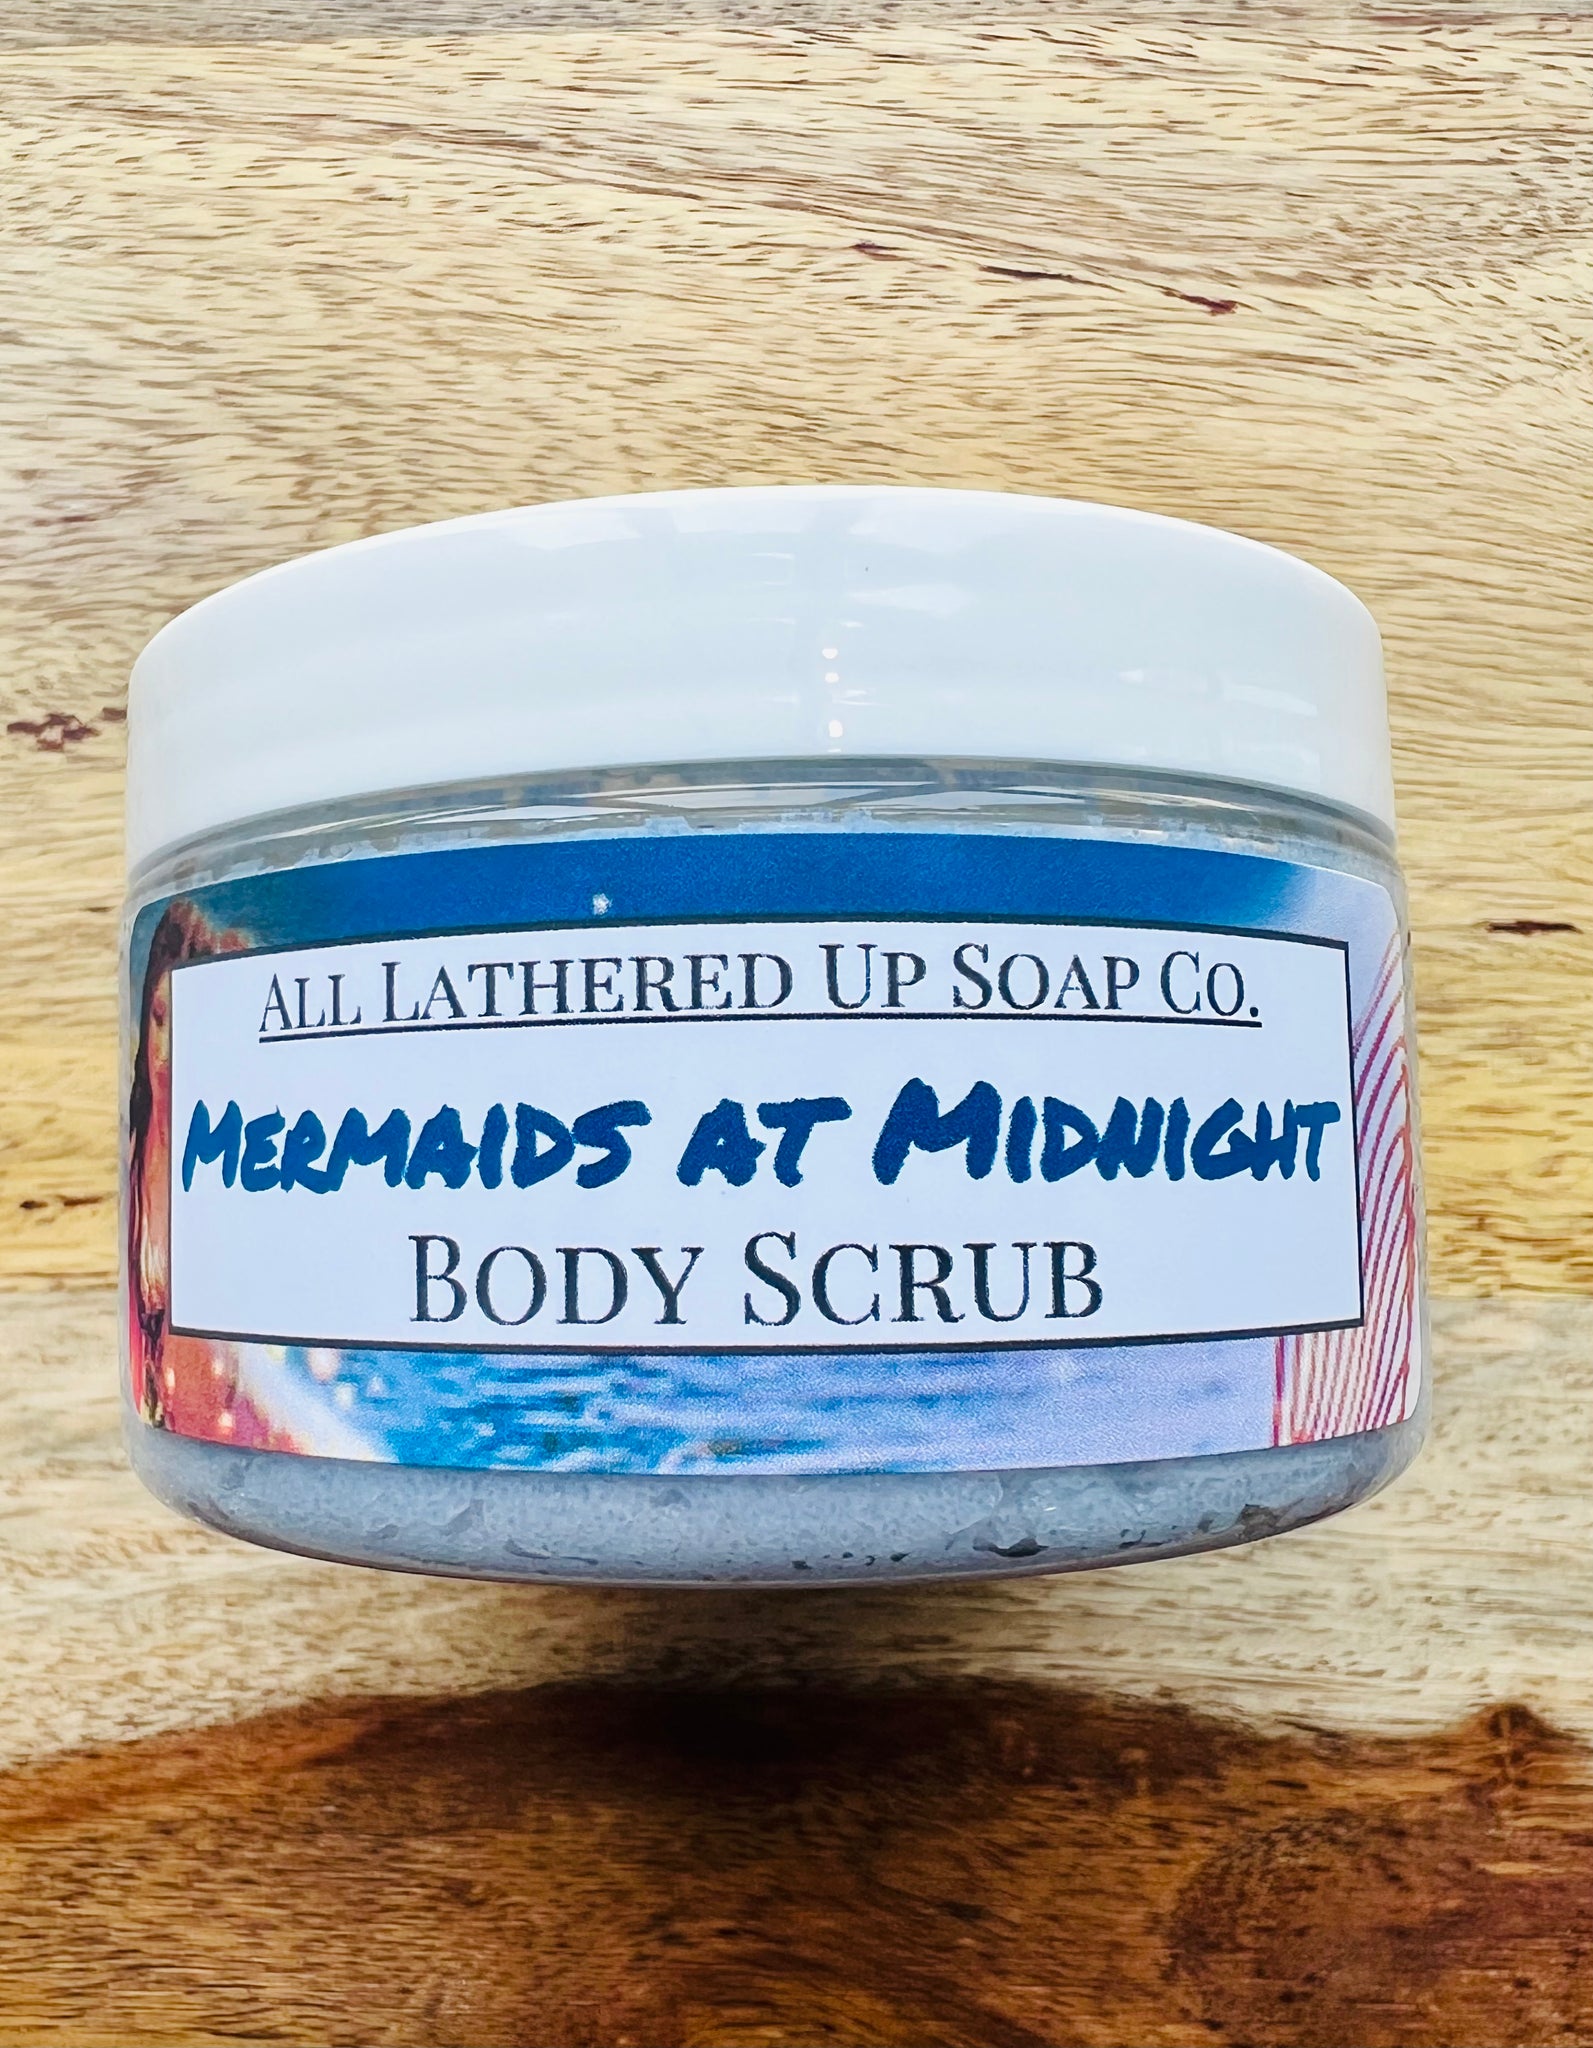 All Lathered Up Soap Co.
Mermaids at Midnight
Body Scrub